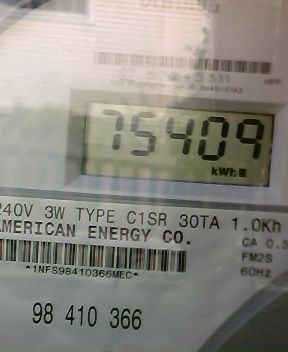 75409
kWh
240V 3W TYPE C1SR 30TA 1.0Kh
AMERICAN ENERGY CO.
CA 0.5
FM2S
*1NFS98410366MEC*
60Hz
98 410 366